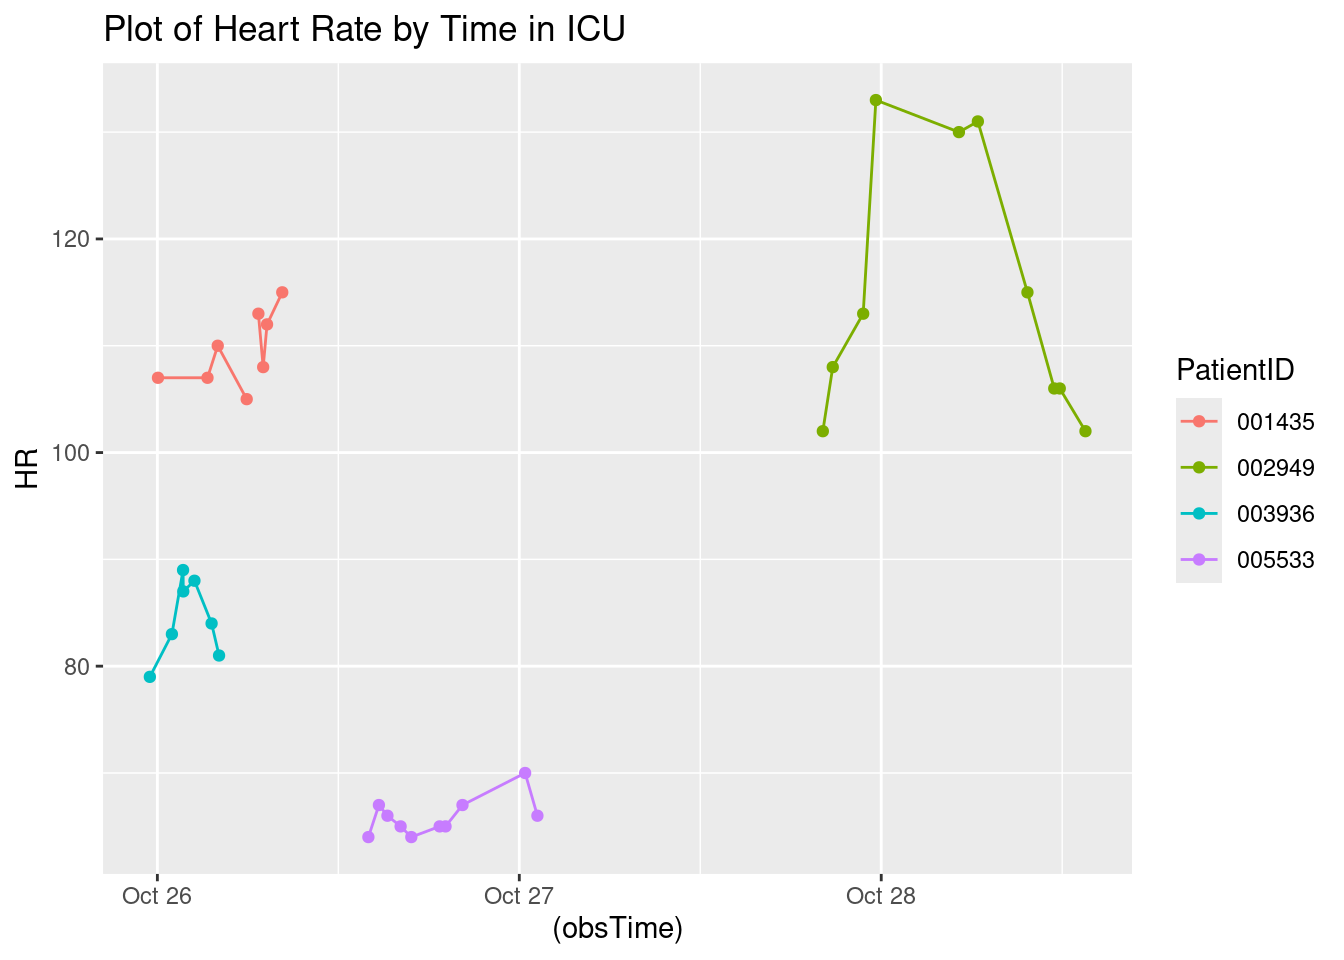 Plot of Heart Rate by Time in ICU
120
100
80
HR
Oct 26
Oct 27
Oct 28
(obsTime)
PatientID
001435
002949
003936
005533